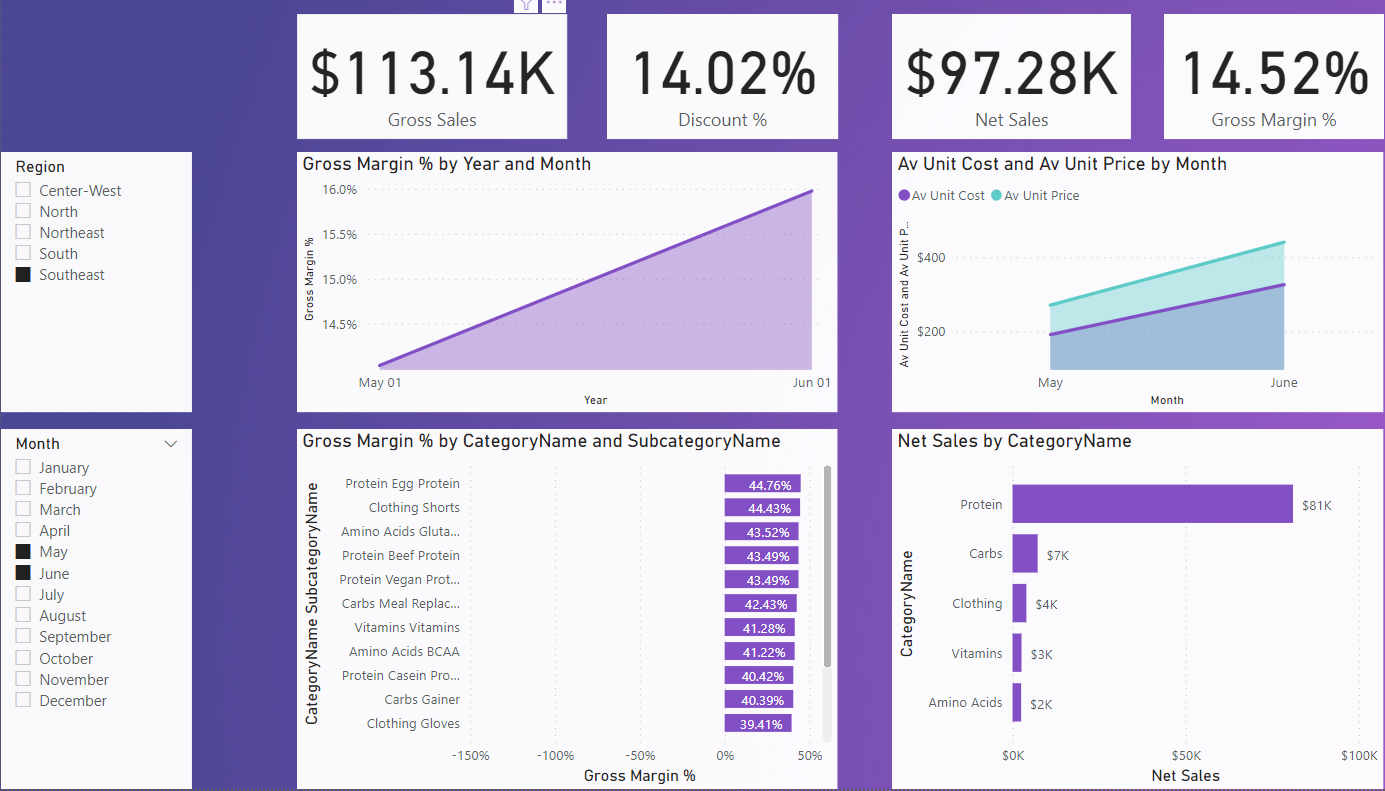 $113.14K
Gross Sales
14.02%
Discount %
$97.28K
Net Sales
14.52%
Gross Margin %
Region
Center-West
North
Northeast
South
Southeast
Gross Margin % by Year and Month
Gross Margin %
16.0%
15.5%
15.0%
14.5%
May 01
Jun 01
Year
Av Unit Cost and Av Unit Price by Month
Av Unit Cost
Av Unit Price
Av Unit Cost and Av Unit P...
$400
$200
May
June
Month
Month
January
February
March
April
May
June
July
August
September
October
November
December
Gross Margin % by CategoryName and SubcategoryName
CategoryName SubcategoryName
Protein Egg Protein 44.76%
Clothing Shorts 44.43%
Amino Acids Gluta... 43.52%
Protein Beef Protein 43.49%
Protein Vegan Prot... 43.49%
Carbs Meal Replac... 42.43%
Vitamins Vitamins 41.28%
Amino Acids BCAA 41.22%
Protein Casein Pro... 40.42%
Carbs Gainer 40.39%
Clothing Gloves 39.41%
-150% -100% -50% 0% 50%
Gross Margin %
Net Sales by CategoryName
CategoryName
Protein $81K
Carbs $7K
Clothing $4K
Vitamins $3K
Amino Acids $2K
$0K $50K $100K
Net Sales